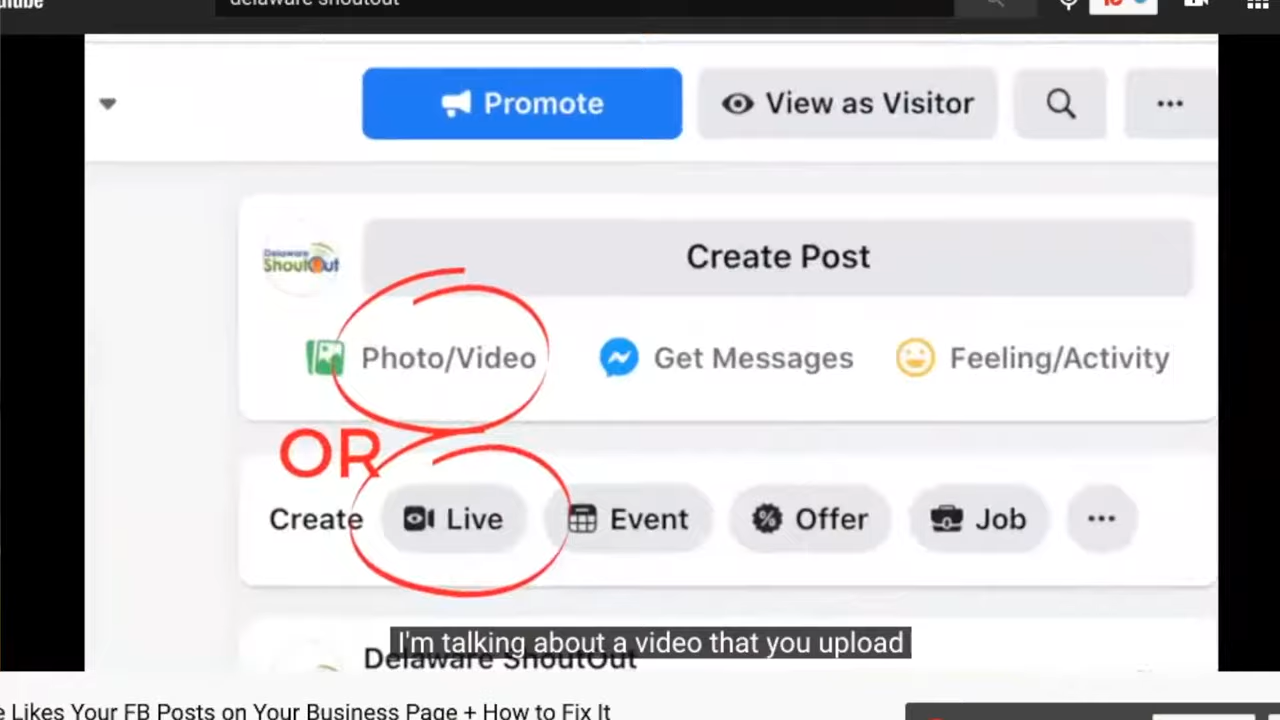 delaware shoutout
Promote
View as Visitor
Delaware
ShoutOut
Create Post
Photo/Video
Get Messages
Feeling/Activity
OR
Create
Live
Event
Offer
Job
I'm talking about a video that you upload
Delaware ShoutOut
Likes Your FB Posts on Your Business Page + How to Fix It